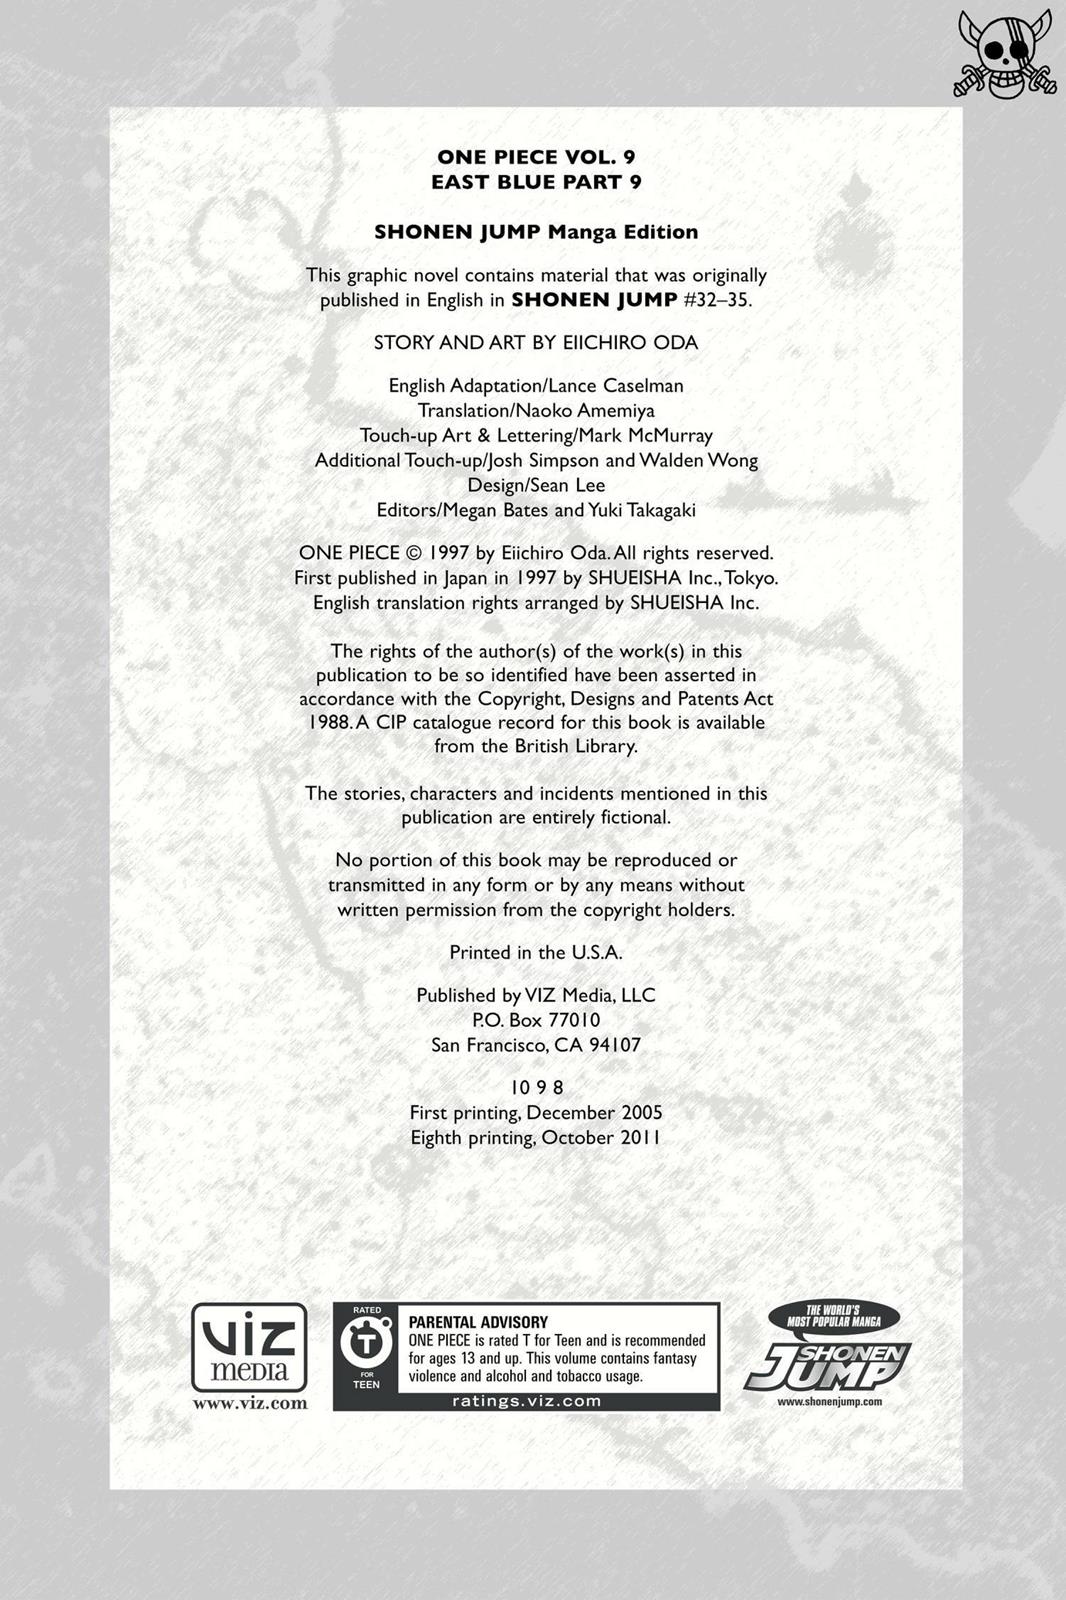 ONE PIECE VOL. 9
EAST BLUE PART 9
SHONEN JUMP Manga Edition
This graphic novel contains material that was originally
published in English in SHONEN JUMP #32–35.
STORY AND ART BY EIICHIRO ODA
English Adaptation/Lance Caselman
Translation/Naoko Amemiya
Touch-up Art & Lettering/Mark McMurray
Additional Touch-up/Josh Simpson and Walden Wong
Design/Sean Lee
Editors/Megan Bates and Yuki Takagaki
ONE PIECE © 1997 by Eiichiro Oda. All rights reserved.
First published in Japan in 1997 by SHUEISHA Inc., Tokyo.
English translation rights arranged by SHUEISHA Inc.
The rights of the author(s) of the work(s) in this
publication to be so identified have been asserted in
accordance with the Copyright, Designs and Patents Act
1988. A CIP catalogue record for this book is available
from the British Library.
The stories, characters and incidents mentioned in this
publication are entirely fictional.
No portion of this book may be reproduced or
transmitted in any form or by any means without
written permission from the copyright holders.
Printed in the U.S.A.
Published by VIZ Media, LLC
P.O. Box 77010
San Francisco, CA 94107
10 9 8
First printing, December 2005
Eighth printing, October 2011
VIZ
MEDIA
www.viz.com
RATED
T
FOR
TEEN
PARENTAL ADVISORY
ONE PIECE is rated T for Teen and is recommended
for ages 13 and up. This volume contains fantasy
violence and alcohol and tobacco usage.
ratings.viz.com
THE WORLD'S
MOST POPULAR MANGA
SHONEN
JUMP
www.shonenjump.com